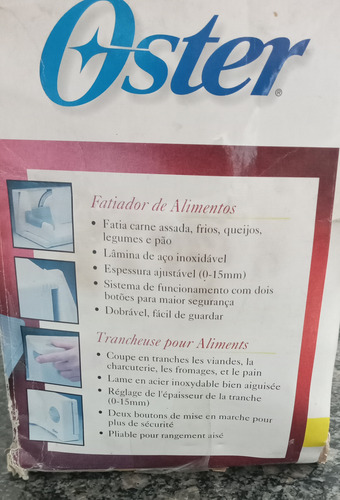 Oster®
Fatiador de Alimentos
• Fatia carne assada, frios, queijos,
legumes e pão
• Lâmina de aço inoxidável
• Espessura ajustável (0-15mm)
• Sistema de funcionamento com dois
botões para maior segurança
• Dobrável, fácil de guardar
Trancheuse pour Aliments
• Coupe en tranches les viandes, la
charcuterie, les fromages, et le pain
• Lame en acier inoxydable bien aiguisée
• Réglage de l'épaisseur de la tranche
(0-15mm)
• Deux boutons de mise en marche pour
plus de sécurité
• Pliable pour rangement aisé